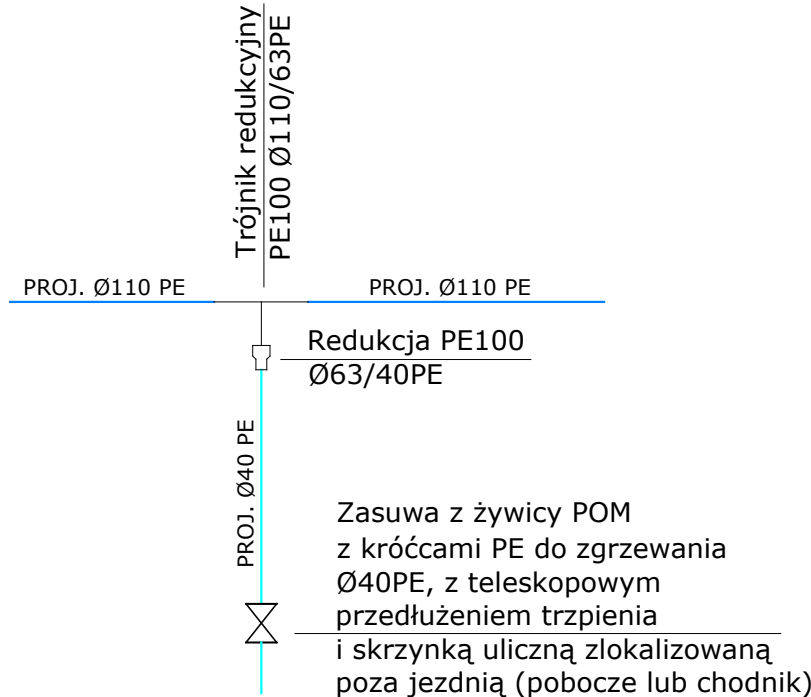 Trójnik redukcyjny
PE100 Ø110/63PE
PROJ. Ø110 PE
PROJ. Ø110 PE
Redukcja PE100
Ø63/40PE
PROJ. Ø40 PE
Zasuwa z żywicy POM
z króćcami PE do zgrzewania
Ø40PE, z teleskopowym
przedłużeniem trzpienia
i skrzynką uliczną zlokalizowaną
poza jezdnią (pobocze lub chodnik)